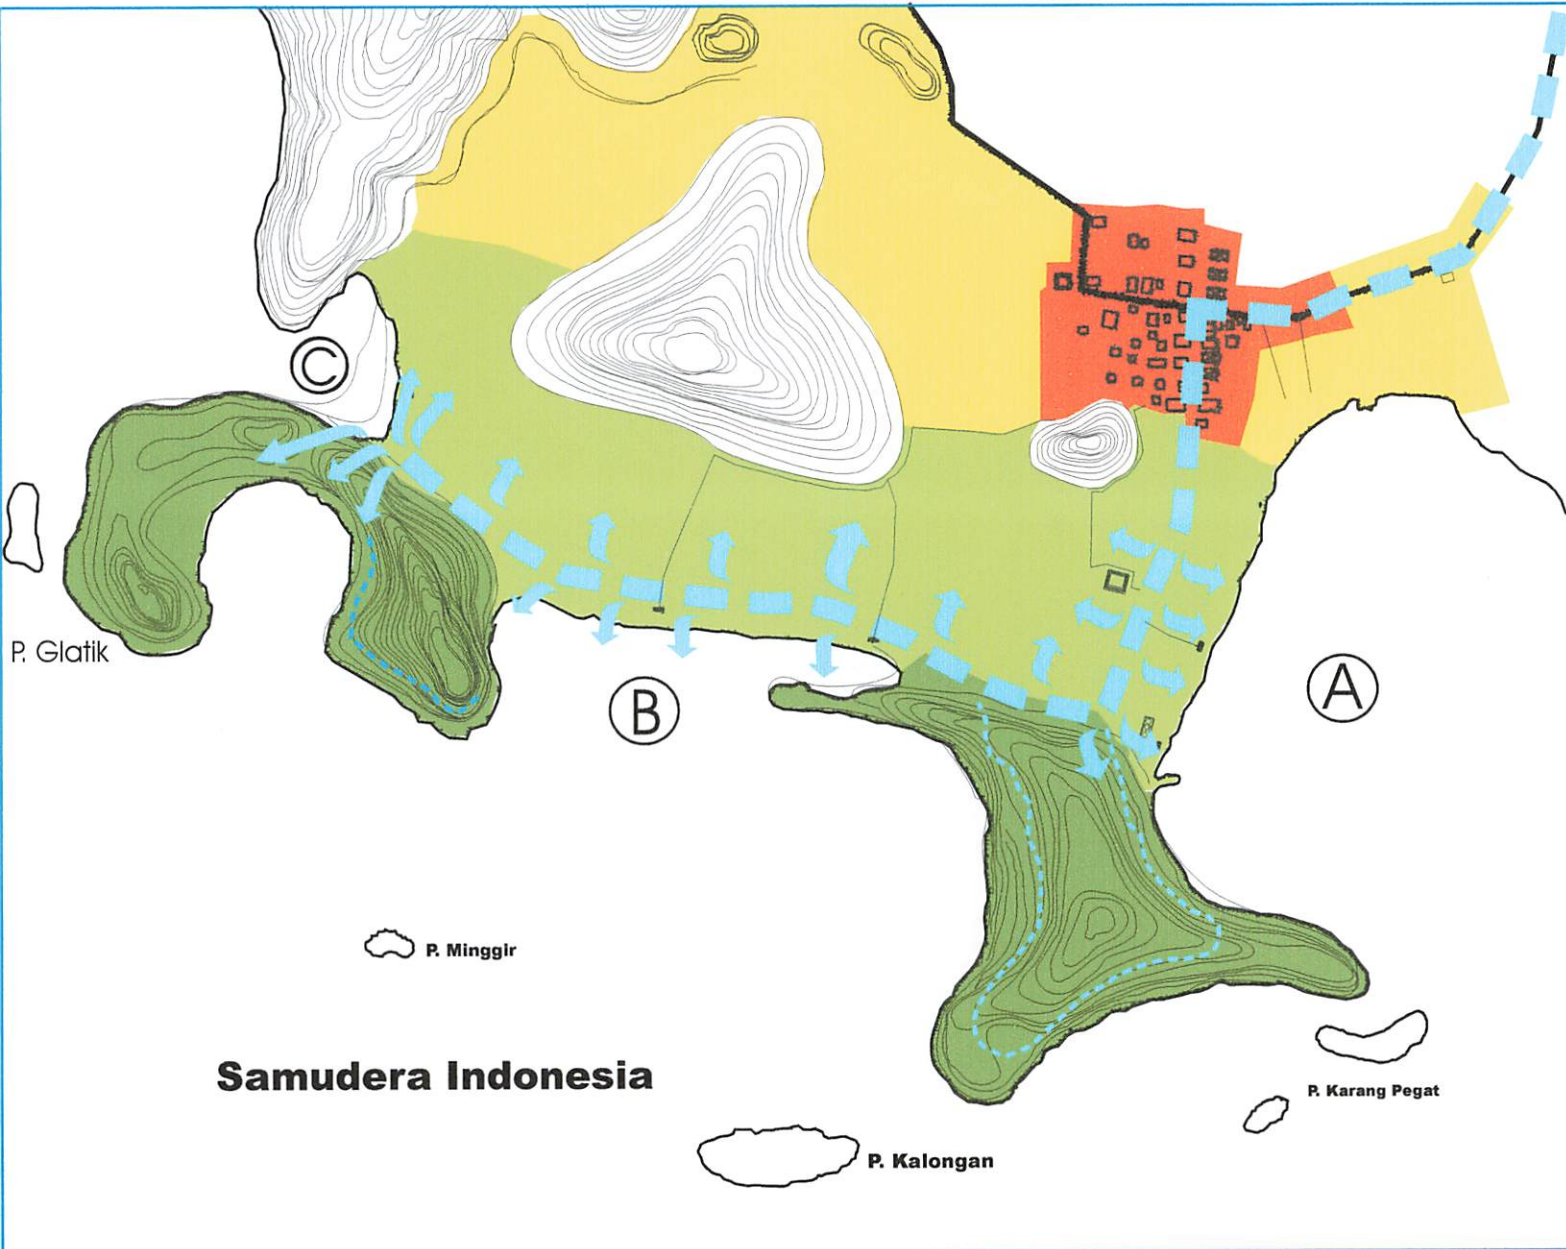 C
P. Glatik
B
A
P. Minggir
Samudera Indonesia
P. Karang Pegat
P. Kalongan